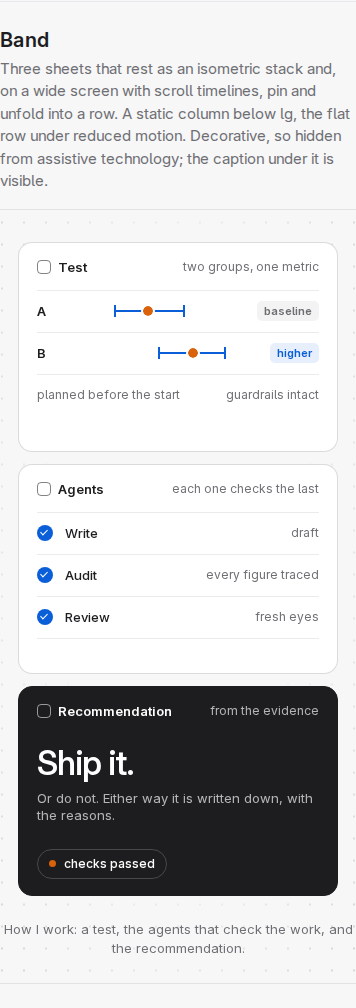 Band
Three sheets that rest as an isometric stack and,
on a wide screen with scroll timelines, pin and
unfold into a row. A static column below lg, the flat
row under reduced motion. Decorative, so hidden
from assistive technology; the caption under it is
visible.
Test two groups, one metric
A baseline
B higher
planned before the start guardrails intact
Agents each one checks the last
Write draft
Audit every figure traced
Review fresh eyes
Recommendation from the evidence
Ship it.
Or do not. Either way it is written down, with
the reasons.
checks passed
How I work: a test, the agents that check the work, and
the recommendation.